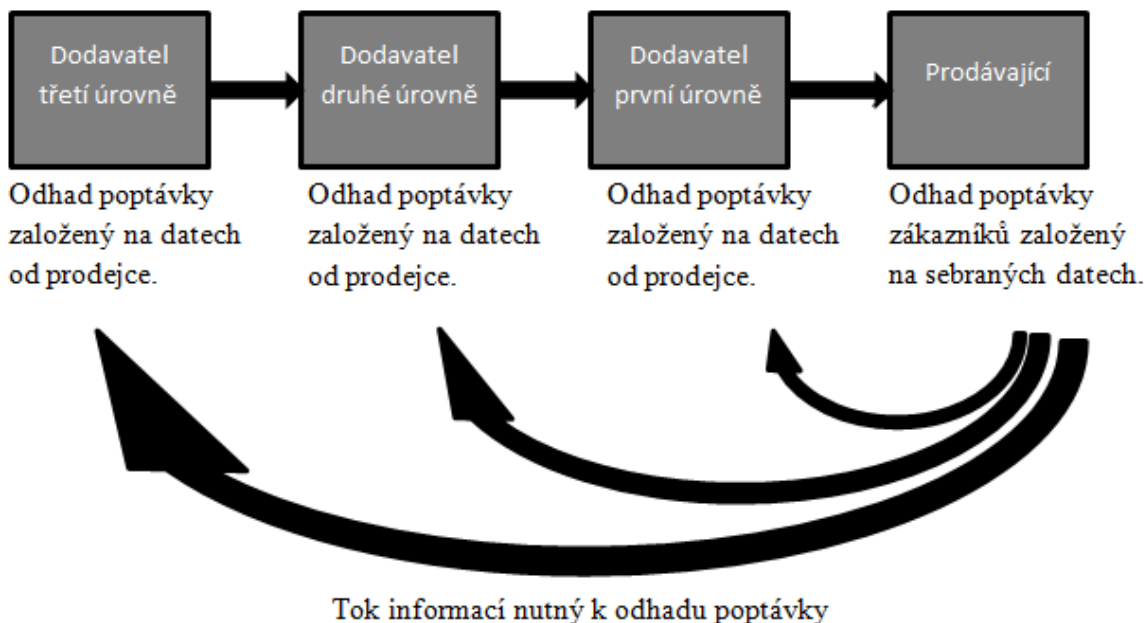 Dodavatel
třetí úrovně
Dodavatel
druhé úrovně
Dodavatel
první úrovně
Prodávající
Odhad poptávky
založený na datech
od prodejce.
Odhad poptávky
založený na datech
od prodejce.
Odhad poptávky
založený na datech
od prodejce.
Odhad poptávky
zákazníků založený
na sebraných datech.
Tok informací nutný k odhadu poptávky